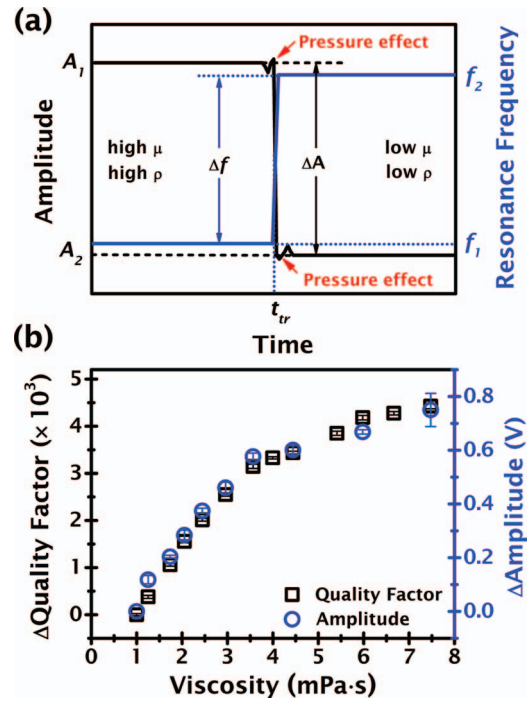 (a)
Pressure effect
A1
f2
high μ
high ρ
Δf
ΔA
low μ
low ρ
Amplitude
Resonance Frequency
f1
A2
Pressure effect
ttr
Time
(b)
5
4
3
2
1
0
ΔQuality Factor (× 10³)
0.8
0.6
0.4
0.2
0.0
ΔAmplitude (V)
Quality Factor
Amplitude
0 1 2 3 4 5 6 7 8
Viscosity (mPa·s)